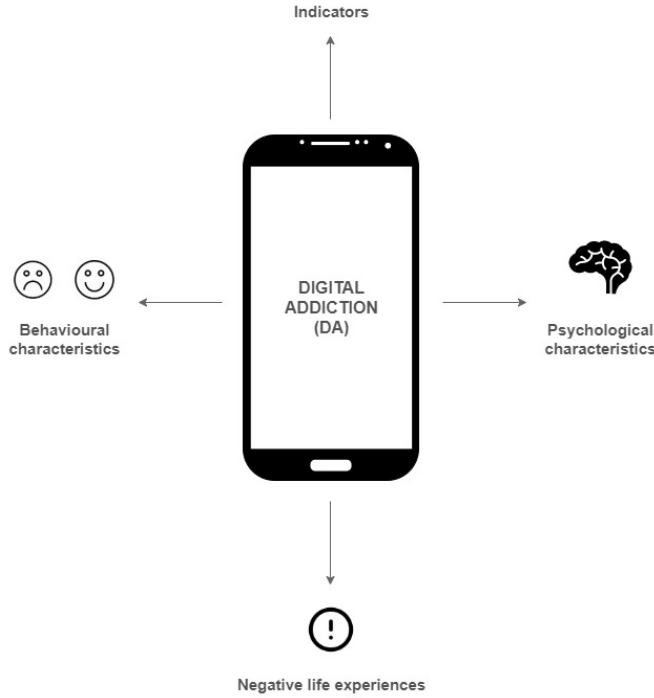 Indicators
DIGITAL
ADDICTION
(DA)
Behavioural
characteristics
Psychological
characteristics
Negative life experiences